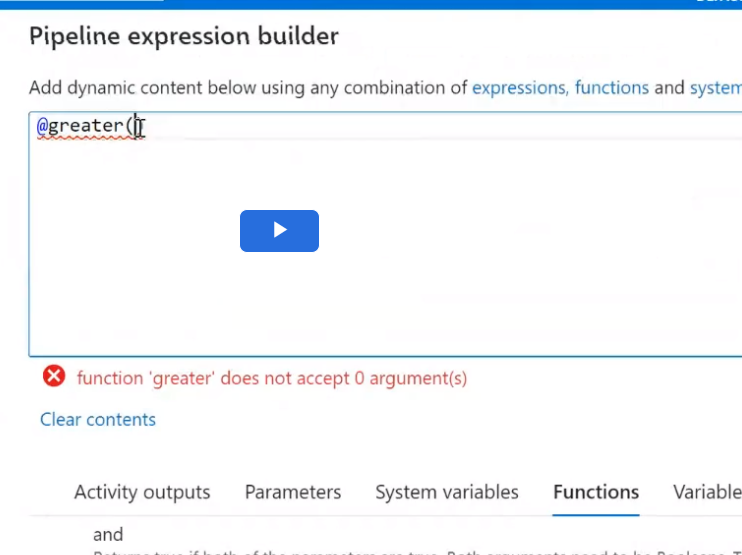 Pipeline expression builder
Add dynamic content below using any combination of expressions, functions and system
@greater()
function 'greater' does not accept 0 argument(s)
Clear contents
Activity outputs Parameters System variables Functions Variable
and